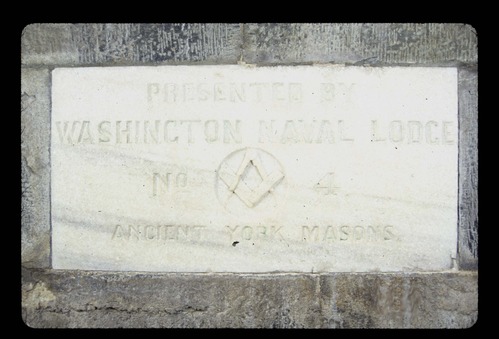 PRESENTED BY
WASHINGTON NAVAL LODGE
NO 4
ANCIENT YORK MASONS